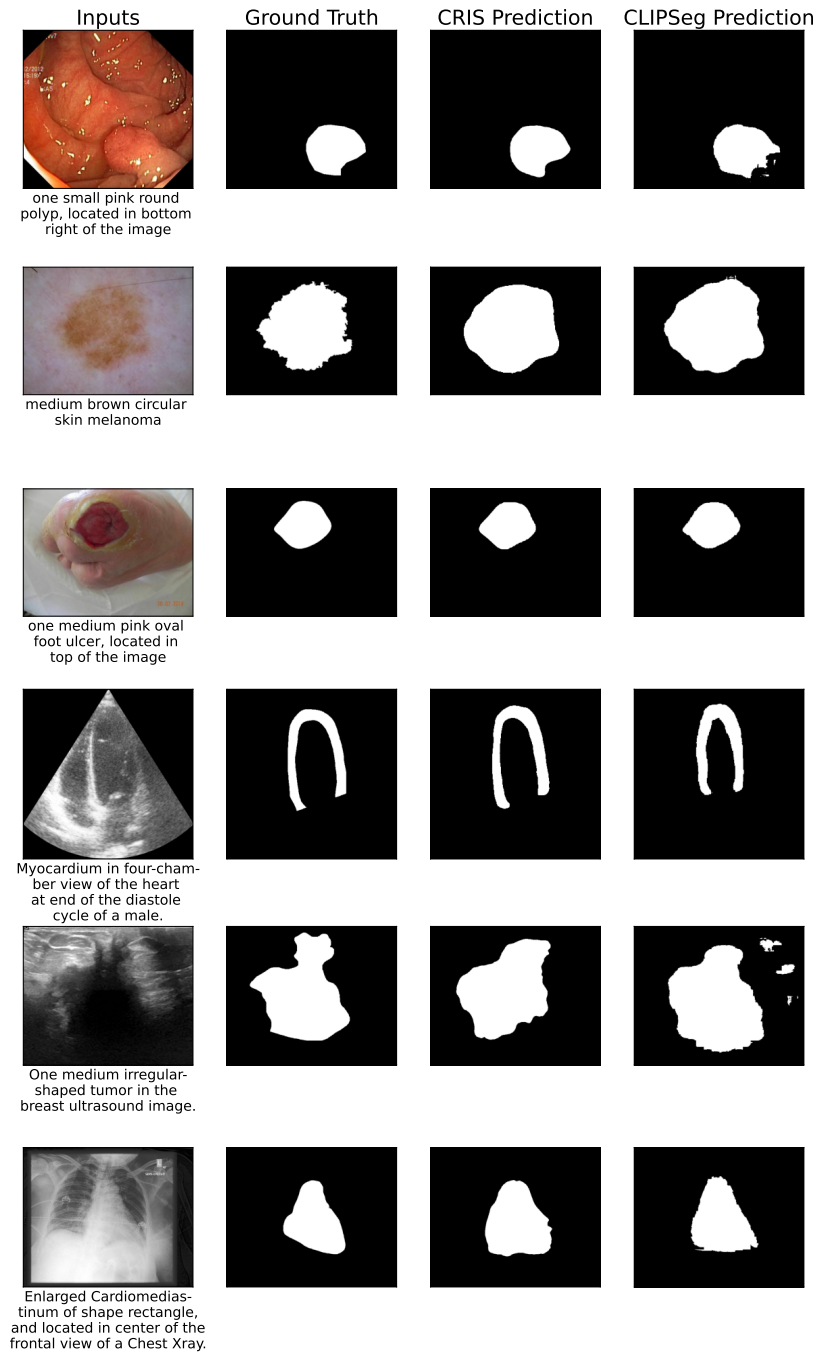 Inputs
Ground Truth
CRIS Prediction
CLIPSeg Prediction
one small pink round
polyp, located in bottom
right of the image
medium brown circular
skin melanoma
one medium pink oval
foot ulcer, located in
top of the image
Myocardium in four-cham-
ber view of the heart
at end of the diastole
cycle of a male.
One medium irregular-
shaped tumor in the
breast ultrasound image.
Enlarged Cardiomedias-
tinum of shape rectangle,
and located in center of the
frontal view of a Chest Xray.